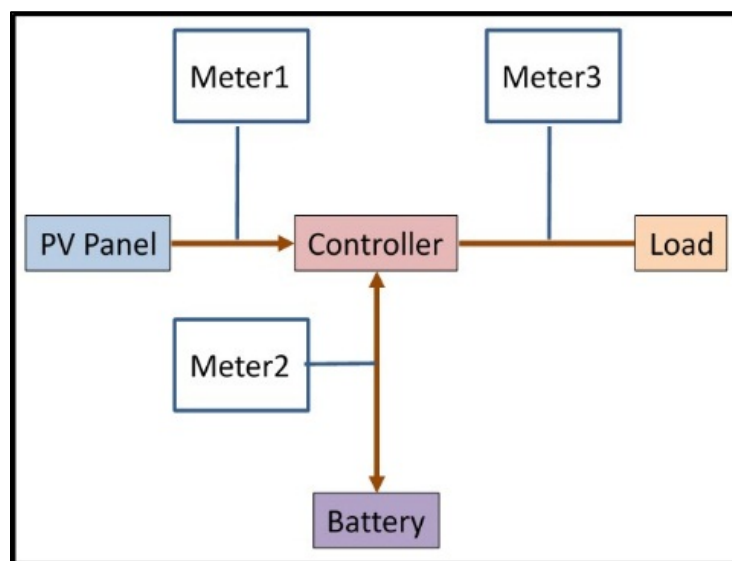 Meter1
Meter3
PV Panel
Controller
Load
Meter2
Battery